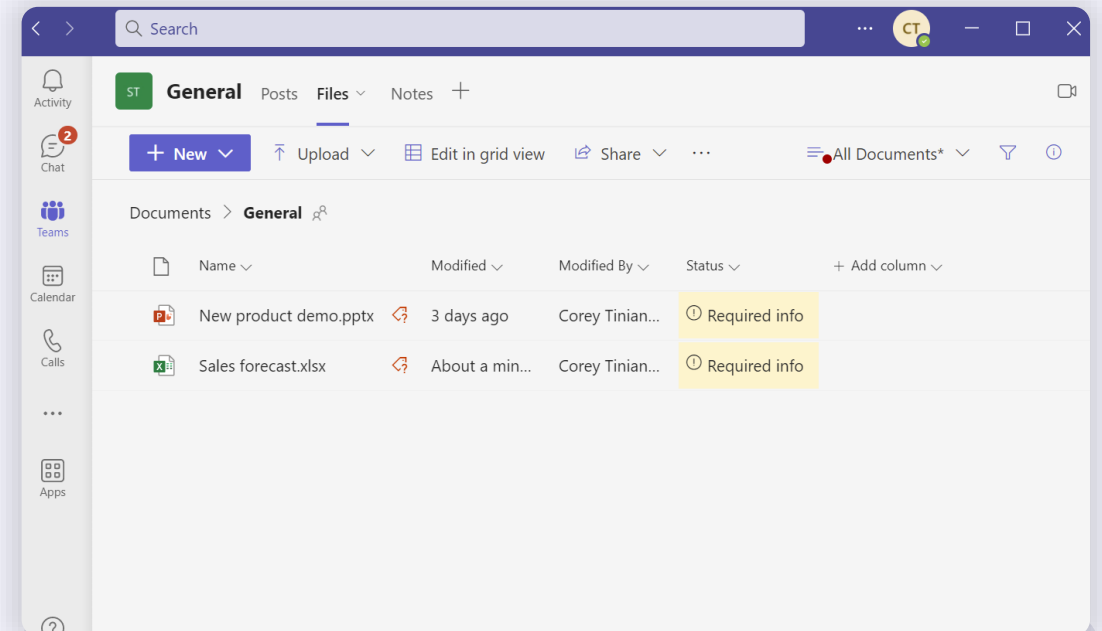 Search
CT
Activity
2
Chat
Teams
Calendar
Calls
Apps
ST
General Posts Files Notes
New Upload Edit in grid view Share All Documents*
Documents > General
Name Modified Modified By Status + Add column
New product demo.pptx 3 days ago Corey Tinian... Required info
Sales forecast.xlsx About a min... Corey Tinian... Required info